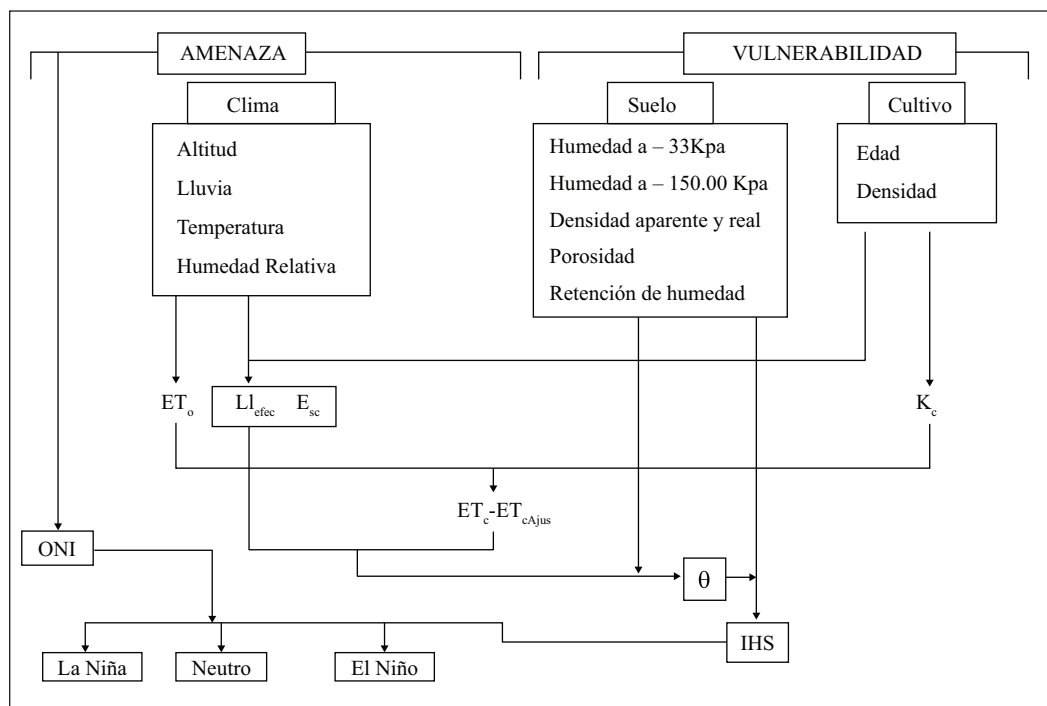 AMENAZA
VULNERABILIDAD
Clima
Suelo
Cultivo
Altitud
Lluvia
Temperatura
Humedad Relativa
Humedad a – 33Kpa
Humedad a – 150.00 Kpa
Densidad aparente y real
Porosidad
Retención de humedad
Edad
Densidad
ETo
Llefec Esc
Kc
ETc-ETcAjus
ONI
θ
IHS
La Niña
Neutro
El Niño